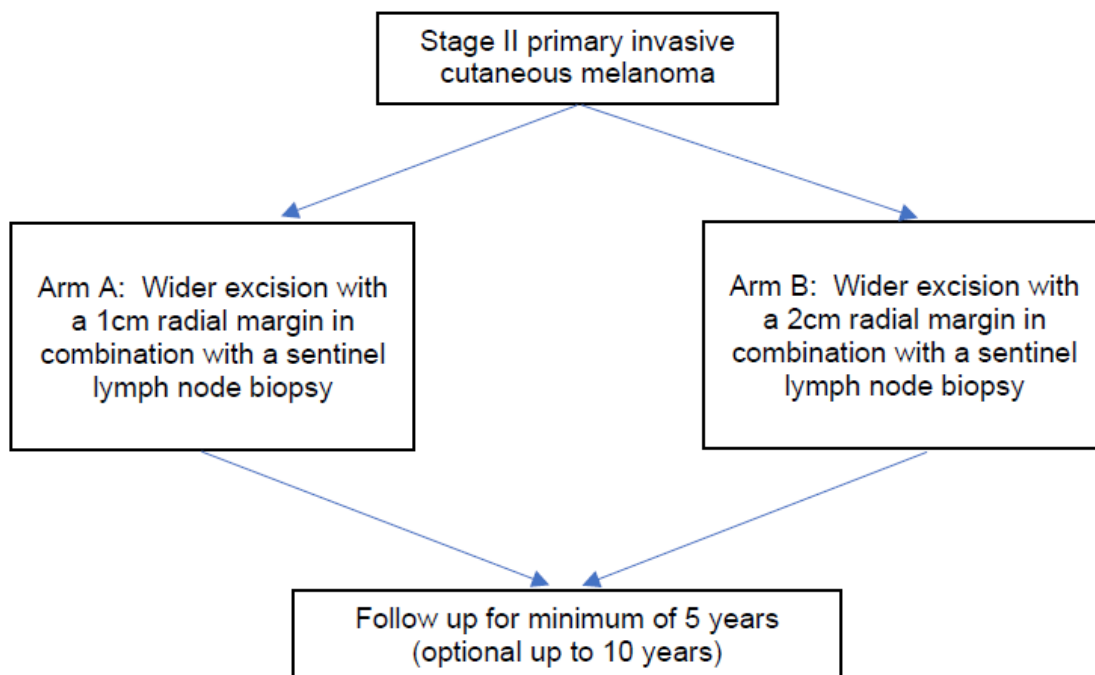 Stage II primary invasive
cutaneous melanoma
Arm A:  Wider excision with
a 1cm radial margin in
combination with a sentinel
lymph node biopsy
Arm B:  Wider excision with
a 2cm radial margin in
combination with a sentinel
lymph node biopsy
Follow up for minimum of 5 years
(optional up to 10 years)